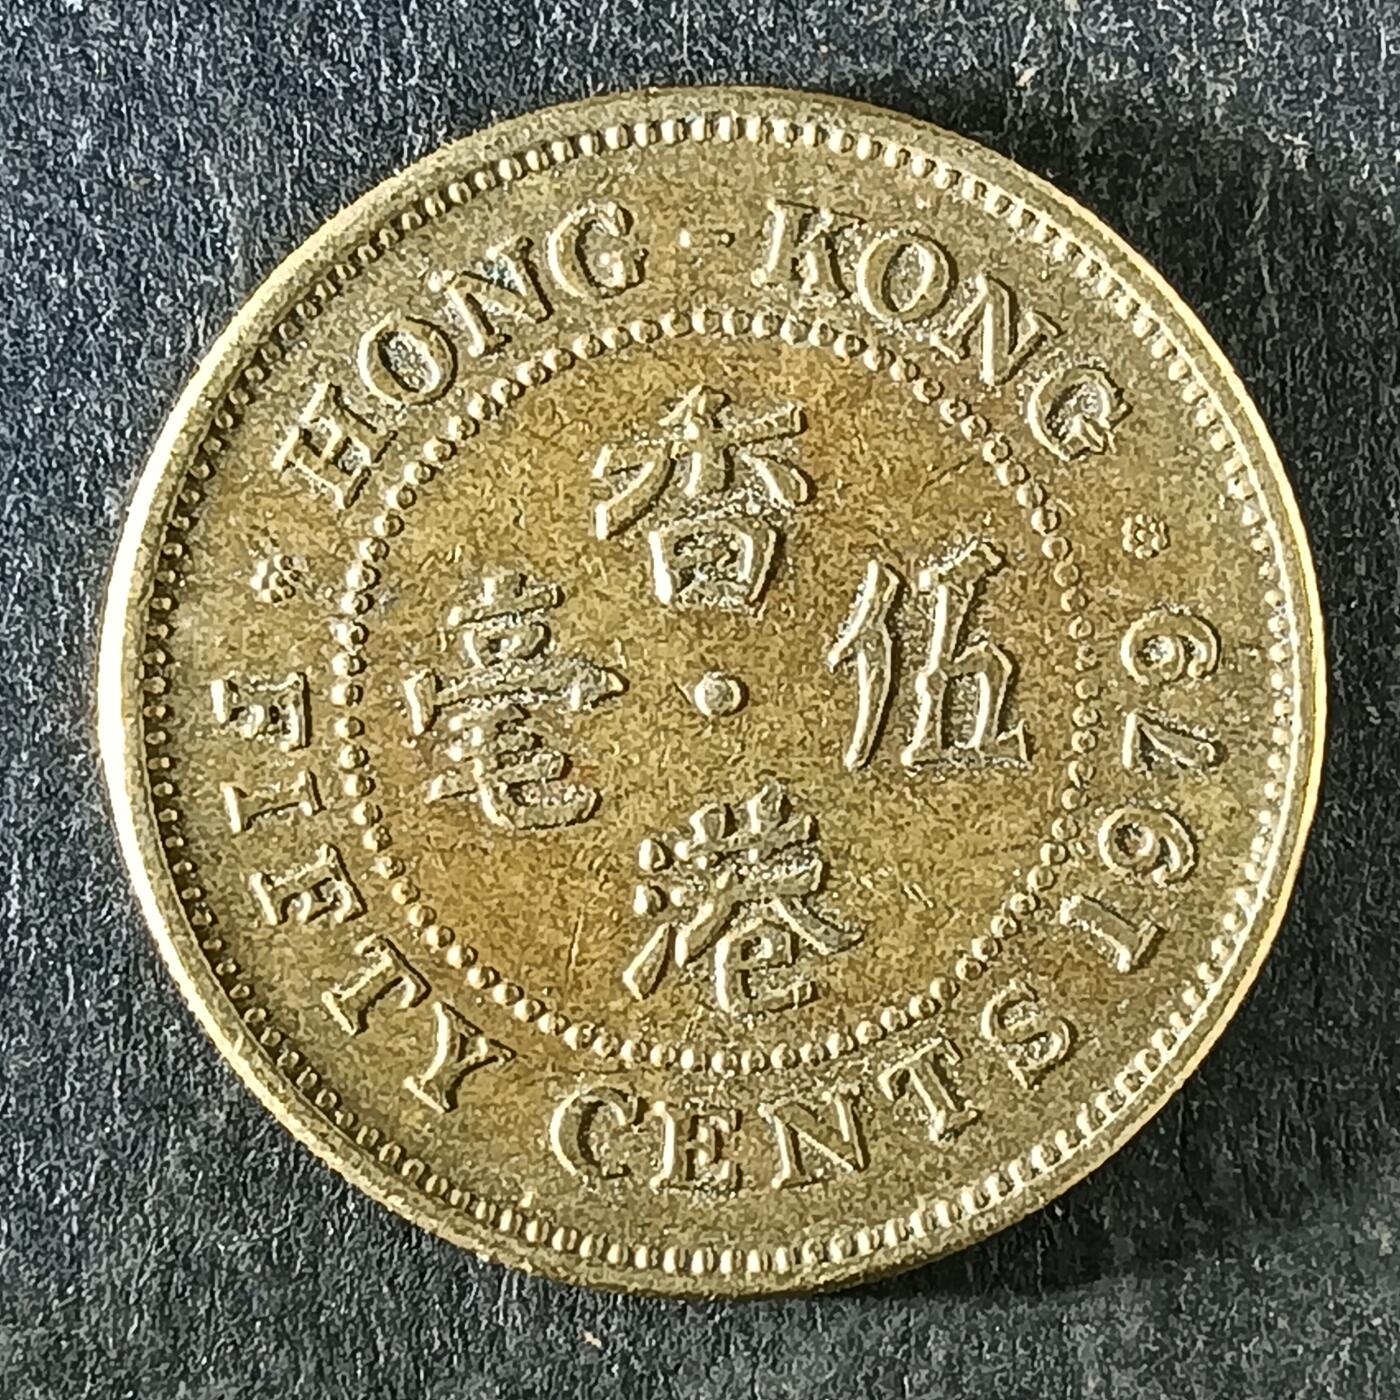 HONG · KONG
香港
伍毫
FIFTY CENTS 1979